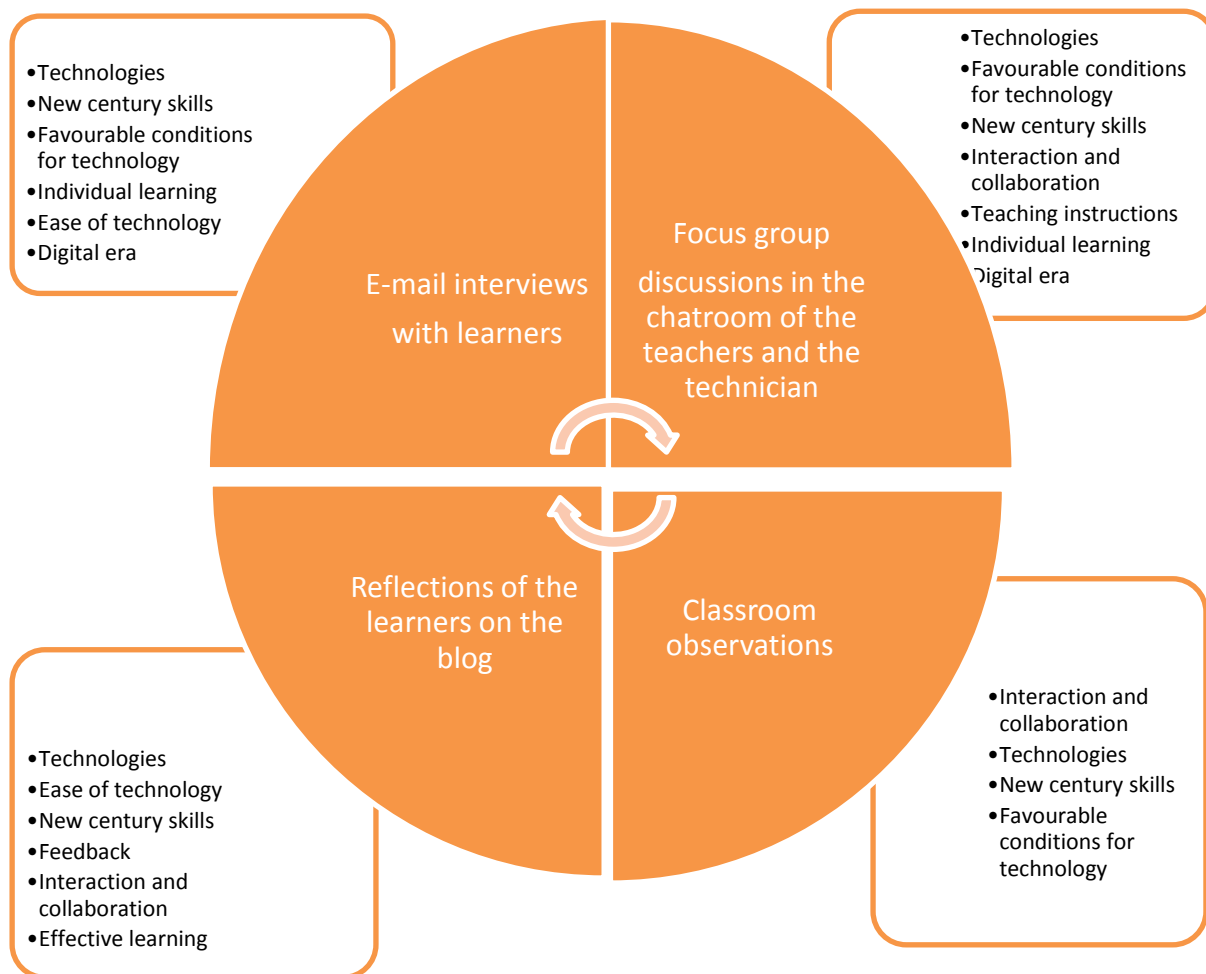 •Technologies
•New century skills
•Favourable conditions
for technology
•Individual learning
•Ease of technology
•Digital era
•Technologies
•Favourable conditions
for technology
•New century skills
•Interaction and
collaboration
•Teaching instructions
•Individual learning
•Digital era
E-mail interviews
with learners
Focus group
discussions in the
chatroom of the
teachers and the
technician
Reflections of the
learners on the
blog
Classroom
observations
•Technologies
•Ease of technology
•New century skills
•Feedback
•Interaction and
collaboration
•Effective learning
•Interaction and
collaboration
•Technologies
•New century skills
•Favourable
conditions for
technology